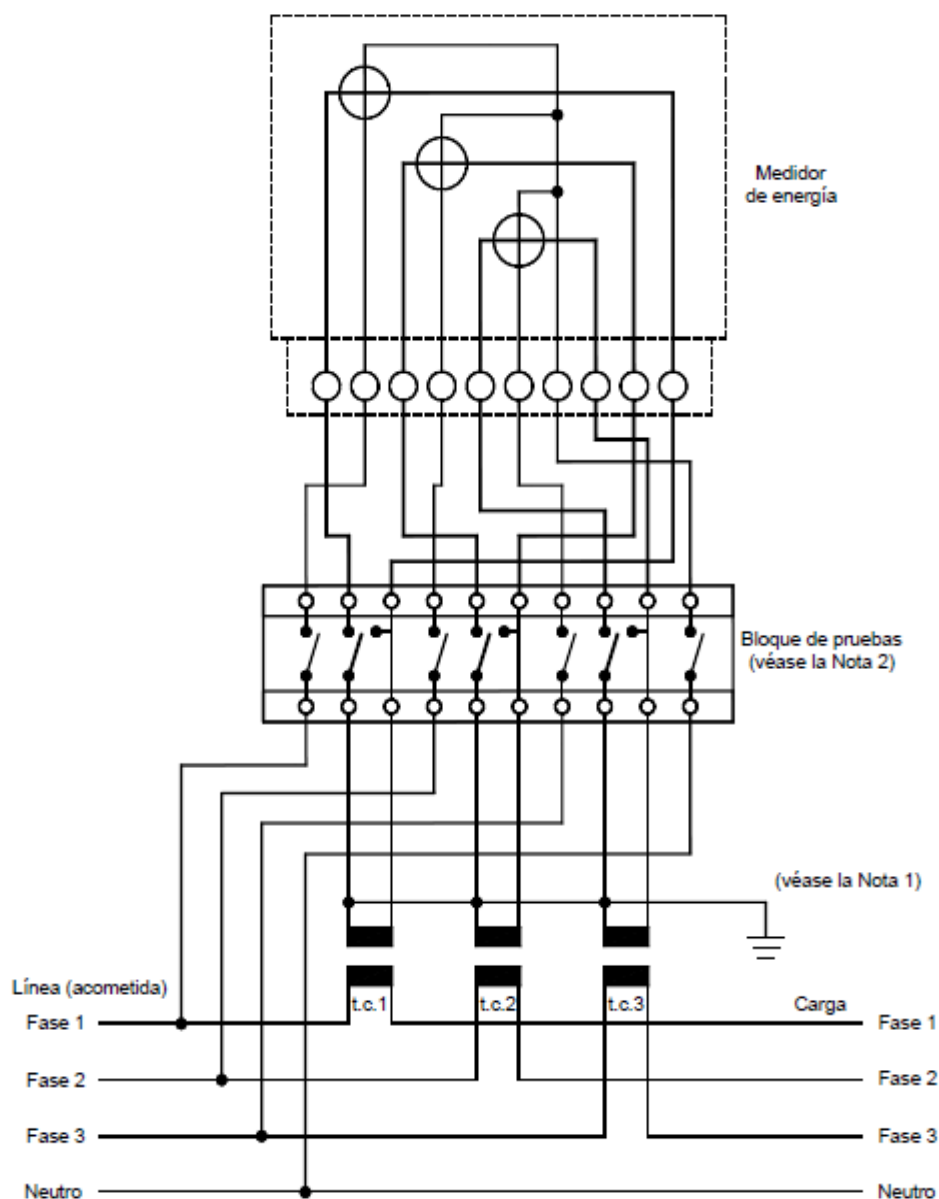 Medidor
de energía
Bloque de pruebas
(véase la Nota 2)
(véase la Nota 1)
Línea (acometida)
t.c.1
t.c.2
t.c.3
Carga
Fase 1
Fase 1
Fase 2
Fase 2
Fase 3
Fase 3
Neutro
Neutro